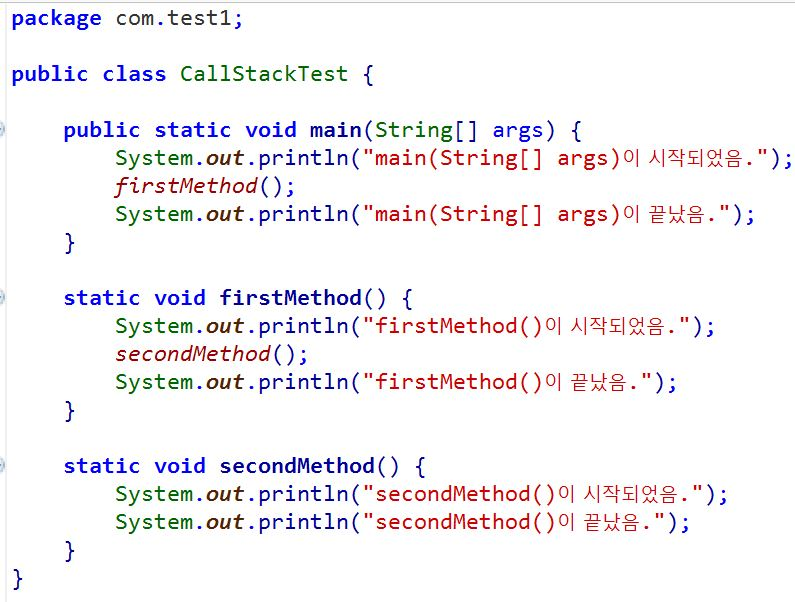 package com.test1;
public class CallStackTest {
public static void main(String[] args) {
System.out.println("main(String[] args)이 시작되었음.");
firstMethod();
System.out.println("main(String[] args)이 끝났음.");
}
static void firstMethod() {
System.out.println("firstMethod()이 시작되었음.");
secondMethod();
System.out.println("firstMethod()이 끝났음.");
}
static void secondMethod() {
System.out.println("secondMethod()이 시작되었음.");
System.out.println("secondMethod()이 끝났음.");
}
}